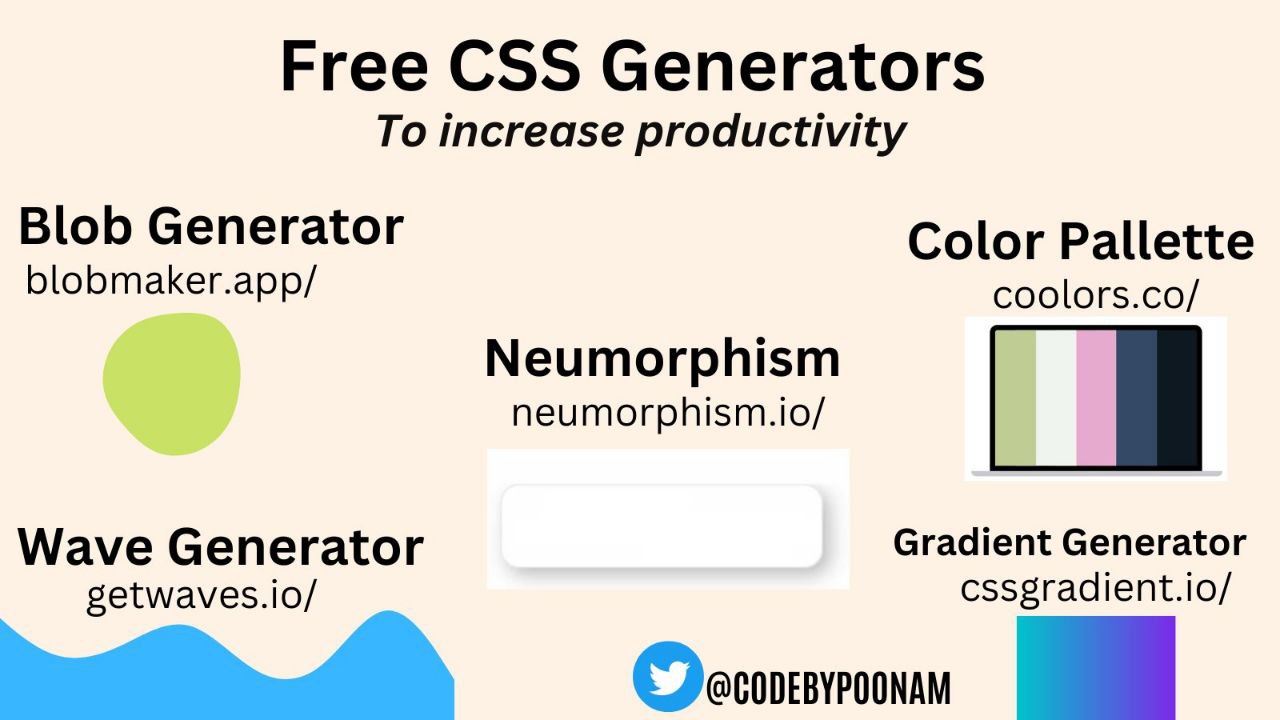 Free CSS Generators
To increase productivity
Blob Generator
blobmaker.app/
Color Pallette
coolors.co/
Neumorphism
neumorphism.io/
Wave Generator
getwaves.io/
Gradient Generator
cssgradient.io/
@CODEBYPOONAM